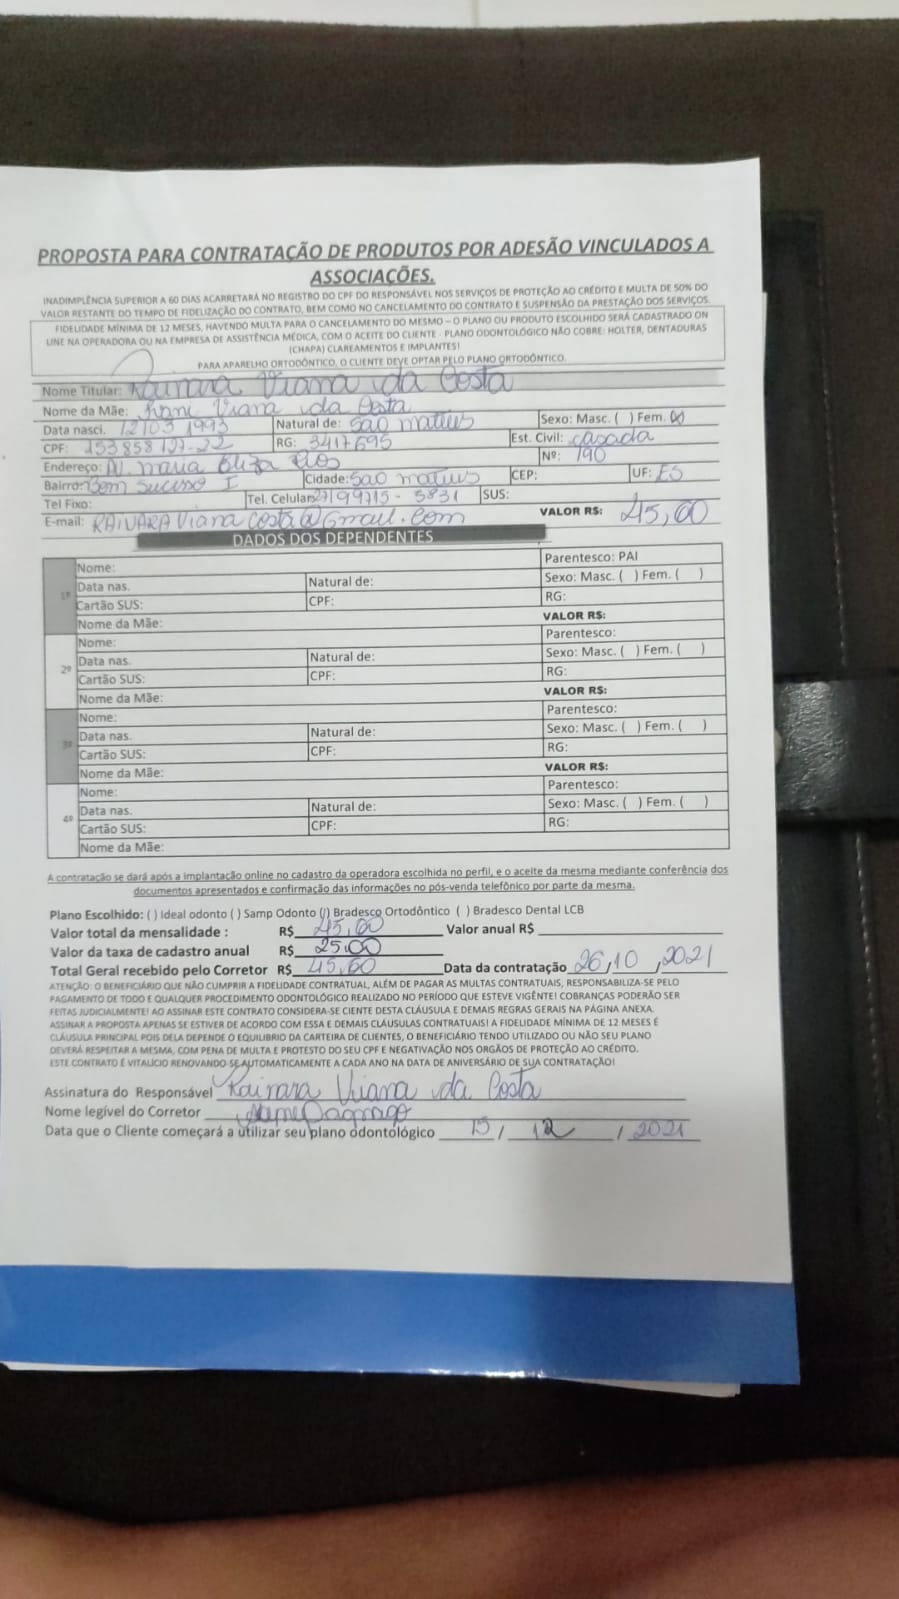 PROPOSTA PARA CONTRATAÇÃO DE PRODUTOS POR ADESÃO VINCULADOS A
ASSOCIACÕES.
INADIMPLÊNCIA SUPERIOR A 60 DIAS ACARRETARÁ NO REGISTRO DO CPF DO RESPONSÁVEL NOS SERVIÇOS DE PROTEÇÃO AO CRÉDITO E MULTA DE 50% DO
VALOR RESTANTE DO TEMPO DE FIDELIZAÇÃO DO CONTRATO, BEM COMO NO CANCELAMENTO DO CONTRATO E SUSPENSÃO DA PRESTAÇÃO DOS SERVIÇOS.
FIDELIDADE MÍNIMA DE 12 MESES, HAVENDO MULTA PARA O CANCELAMENTO DO MESMO – O PLANO OU PRODUTO ESCOLHIDO SERÁ CADASTRADO ON
LINE NA OPERADORA OU NA EMPRESA DE ASSISTÊNCIA MÉDICA, COM O ACEITE DO CLIENTE - PLANO ODONTOLÓGICO NÃO COBRE: HOLTER, DENTADURAS
(CHAPA) CLAREAMENTOS E IMPLANTES!
PARA APARELHO ORTODÔNTICO, O CLIENTE DEVE OPTAR PELO PLANO ORTODÔNTICO.
Nome Titular: Rainara Viana da Costa
Nome da Mãe: Viana da Costa
Data nasci. 12/03 1993 Natural de: São mateus Sexo: Masc. ( ) Fem. (x)
CPF: 153 858 127-22 RG: 3417695 Est. Civil: casada
Endereço: Al. maria Eliza Rios Nº: 190
Bairro: Bom sucesso I Cidade: São mateus CEP: UF: ES
Tel Fixo: Tel. Celular: 27) 99715 - 5831 SUS:
E-mail: Viana costa@Gmail.com VALOR R$: 45,00
DADOS DOS DEPENDENTES
1º Nome: Parentesco: PAI
Data nas. Natural de: Sexo: Masc. ( ) Fem. ( )
Cartão SUS: CPF: RG:
Nome da Mãe: VALOR R$:
2º Nome: Parentesco:
Data nas. Natural de: Sexo: Masc. ( ) Fem. ( )
Cartão SUS: CPF: RG:
Nome da Mãe: VALOR R$:
3º Nome: Parentesco:
Data nas. Natural de: Sexo: Masc. ( ) Fem. ( )
Cartão SUS: CPF: RG:
Nome da Mãe: VALOR R$:
4º Nome: Parentesco:
Data nas. Natural de: Sexo: Masc. ( ) Fem. ( )
Cartão SUS: CPF: RG:
Nome da Mãe:
A contratação se dará após a implantação online no cadastro da operadora escolhida no perfil, e o aceite da mesma mediante conferência dos
documentos apresentados e confirmação das informações no pós-venda telefônico por parte da mesma.
Plano Escolhido: ( ) Ideal odonto ( ) Samp Odonto (/) Bradesco Ortodôntico ( ) Bradesco Dental LCB
Valor total da mensalidade : R$ 45,00 Valor anual R$
Valor da taxa de cadastro anual R$ 25,00
Total Geral recebido pelo Corretor R$ 45,60 Data da contratação 26,10,2021
ATENÇÃO: O BENEFICIÁRIO QUE NÃO CUMPRIR A FIDELIDADE CONTRATUAL, ALÉM DE PAGAR AS MULTAS CONTRATUAIS, RESPONSABILIZA-SE PELO
PAGAMENTO DE TODO E QUALQUER PROCEDIMENTO ODONTOLÓGICO REALIZADO NO PERÍODO QUE ESTEVE VIGÊNTE! COBRANÇAS PODERÃO SER
FEITAS JUDICIALMENTE! AO ASSINAR ESTE CONTRATO CONSIDERA-SE CIENTE DESTA CLÁUSULA E DEMAIS REGRAS GERAIS NA PÁGINA ANEXA.
ASSINAR A PROPOSTA APENAS SE ESTIVER DE ACORDO COM ESSA E DEMAIS CLÁUSULAS CONTRATUAIS! A FIDELIDADE MÍNIMA DE 12 MESES É
CLÁUSULA PRINCIPAL POIS DELA DEPENDE O EQUILIBRIO DA CARTEIRA DE CLIENTES, O BENEFICIÁRIO TENDO UTILIZADO OU NÃO SEU PLANO
DEVERÁ RESPEITAR A MESMA, COM PENA DE MULTA E PROTESTO DO SEU CPF E NEGATIVAÇÃO NOS ORGÃOS DE PROTEÇÃO AO CRÉDITO.
ESTE CONTRATO É VITALÍCIO RENOVANDO-SE AUTOMATICAMENTE A CADA ANO NA DATA DE ANIVERSÁRIO DE SUA CONTRATAÇÃO!
Assinatura do Responsável Rainara Viana da Costa
Nome legível do Corretor
Data que o Cliente começará a utilizar seu plano odontológico 15 / 12 / 2021